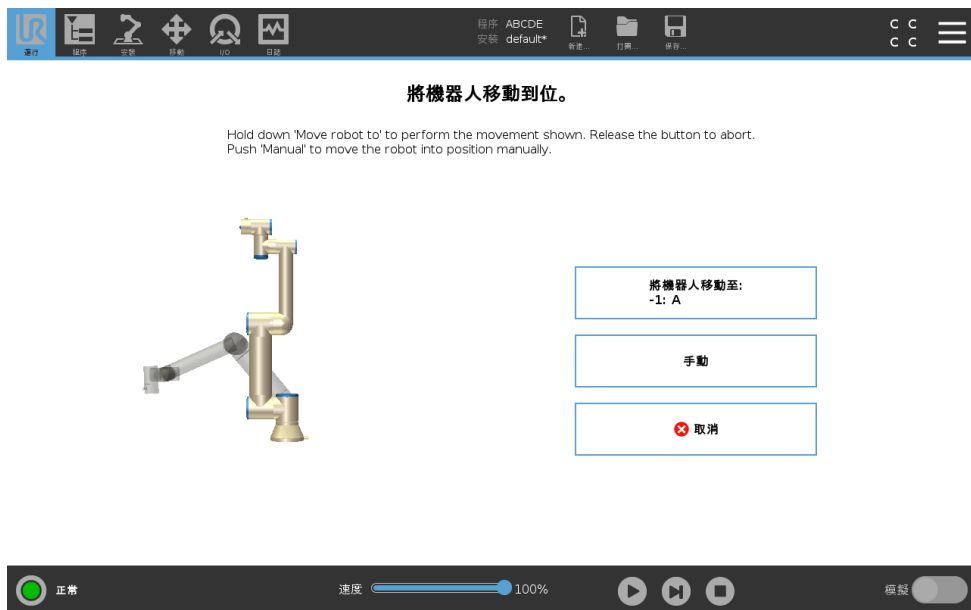 UR
運行
程序
安裝
移動
I/O
日誌
程序 ABCDE
安裝 default*
新建...
打開...
保存...
C C
C C
將機器人移動到位。
Hold down 'Move robot to' to perform the movement shown. Release the button to abort.
Push 'Manual' to move the robot into position manually.
將機器人移動至:
-1: A
手動
取消
正常
速度
100%
模擬